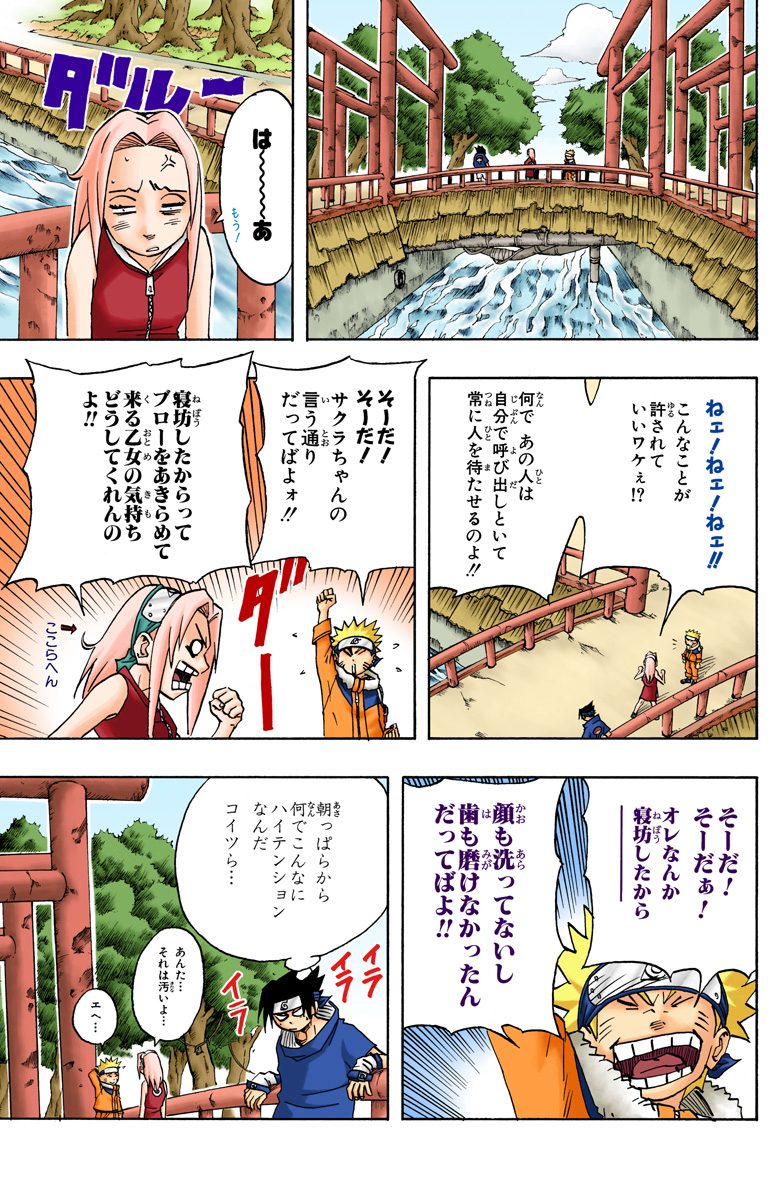 は～～～～あ
もう！
ダルー
ねェ！ねェ！ねェ！！
こんなことが
許されて
いいワケぇ！？
何で あの人は
自分で呼び出しといて
常に人を待たせるのよ！！
そーだ！
そーだ！
サクラちゃんの
言う通り
だってばよォ！！
ダー
寝坊したからって
ブローをあきらめて
来る乙女の気持ち
どうしてくれんの
よ！！
→ここらへん
そーだ！
そーだぁ！
オレなんか
寝坊したから
顔も洗ってないし
歯も磨けなかったん
だってばよ！！
朝っぱらから
何でこんなに
ハイテンション
なんだ
コイツら…
イライラ
あんた…
それは汚いよ…
エヘ…